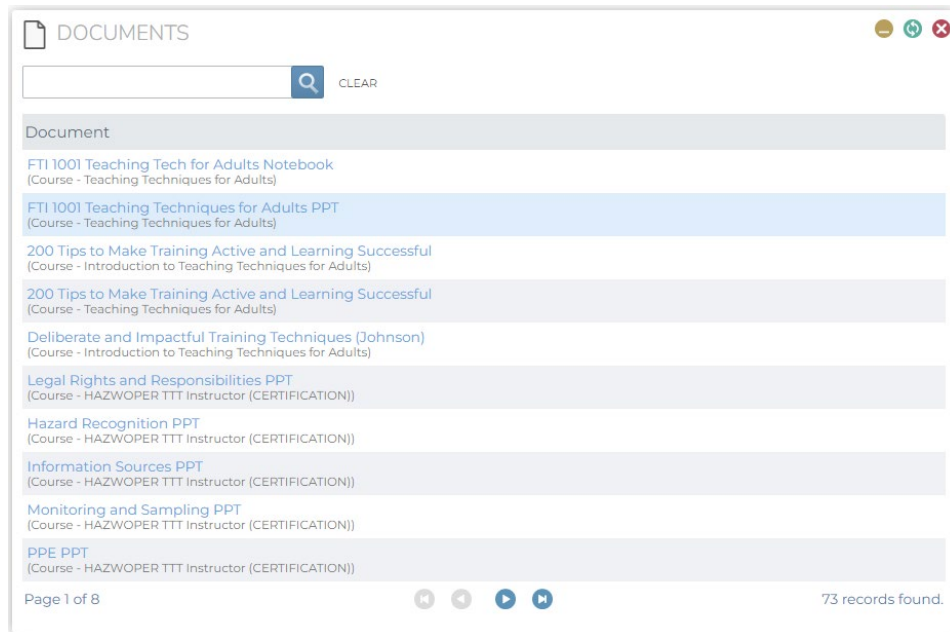 DOCUMENTS
CLEAR
Document
FTI 1001 Teaching Tech for Adults Notebook
(Course - Teaching Techniques for Adults)
FTI 1001 Teaching Techniques for Adults PPT
(Course - Teaching Techniques for Adults)
200 Tips to Make Training Active and Learning Successful
(Course - Introduction to Teaching Techniques for Adults)
200 Tips to Make Training Active and Learning Successful
(Course - Teaching Techniques for Adults)
Deliberate and Impactful Training Techniques (Johnson)
(Course - Introduction to Teaching Techniques for Adults)
Legal Rights and Responsibilities PPT
(Course - HAZWOPER TTT Instructor (CERTIFICATION))
Hazard Recognition PPT
(Course - HAZWOPER TTT Instructor (CERTIFICATION))
Information Sources PPT
(Course - HAZWOPER TTT Instructor (CERTIFICATION))
Monitoring and Sampling PPT
(Course - HAZWOPER TTT Instructor (CERTIFICATION))
PPE PPT
(Course - HAZWOPER TTT Instructor (CERTIFICATION))
Page 1 of 8
73 records found.